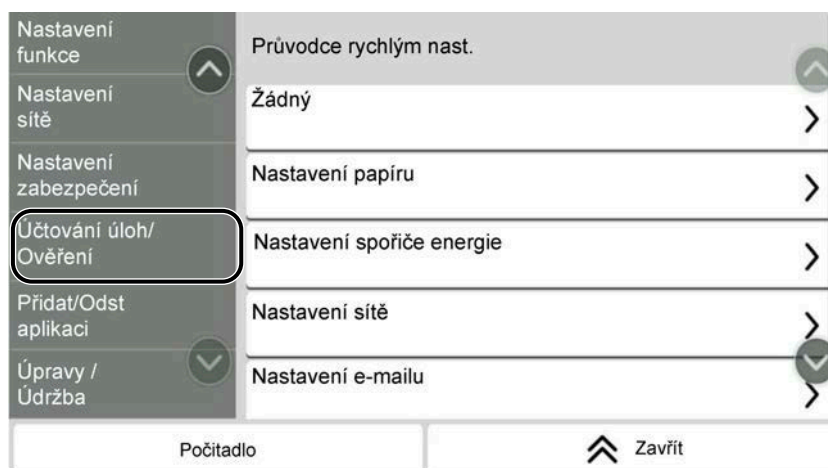 Nastavení
funkce
Nastavení
sítě
Nastavení
zabezpečení
Účtování úloh/
Ověření
Přidat/Odst
aplikaci
Úpravy /
Údržba
Průvodce rychlým nast.
Žádný
Nastavení papíru
Nastavení spořiče energie
Nastavení sítě
Nastavení e-mailu
Počitadlo
Zavřít